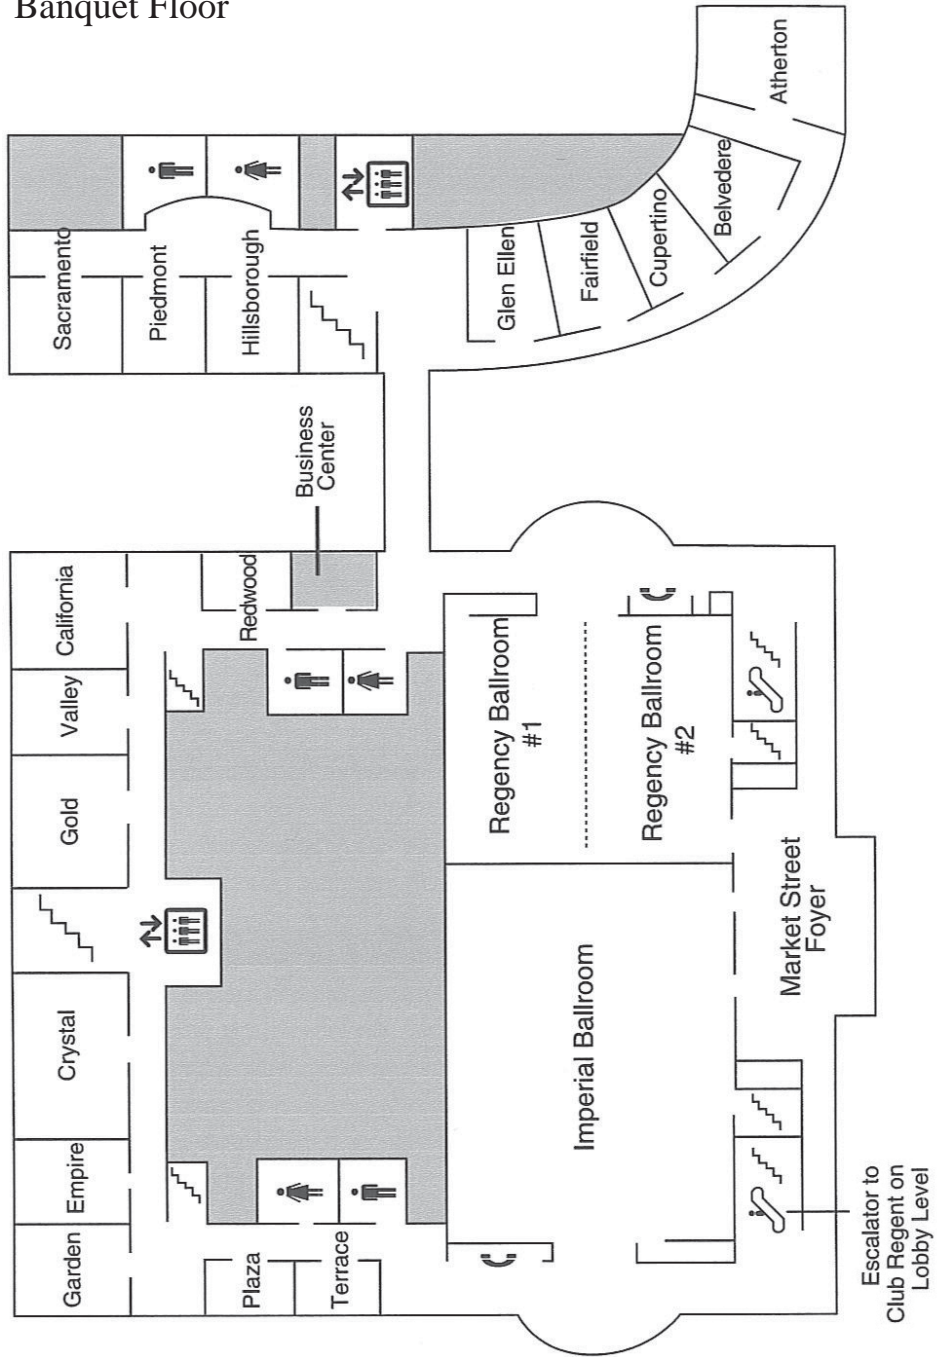 Banquet Floor
Atherton
Belvedere
Cupertino
Fairfield
Glen Ellen
Sacramento
Piedmont
Hillsborough
Business
Center
California
Valley
Gold
Crystal
Empire
Garden
Redwood
Plaza
Terrace
Regency Ballroom
#1
Regency Ballroom
#2
Imperial Ballroom
Market Street
Foyer
Escalator to
Club Regent on
Lobby Level